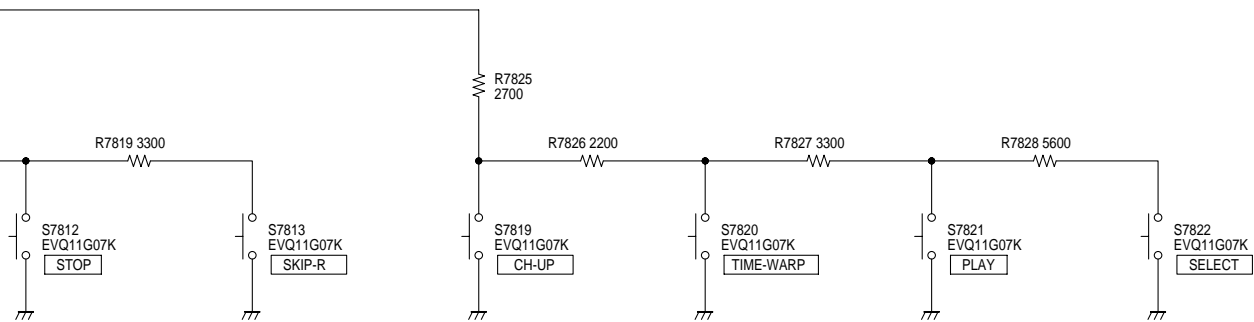 R7825
2700
R7819 3300
R7826 2200
R7827 3300
R7828 5600
S7812
EVQ11G07K
STOP
S7813
EVQ11G07K
SKIP-R
S7819
EVQ11G07K
CH-UP
S7820
EVQ11G07K
TIME-WARP
S7821
EVQ11G07K
PLAY
S7822
EVQ11G07K
SELECT